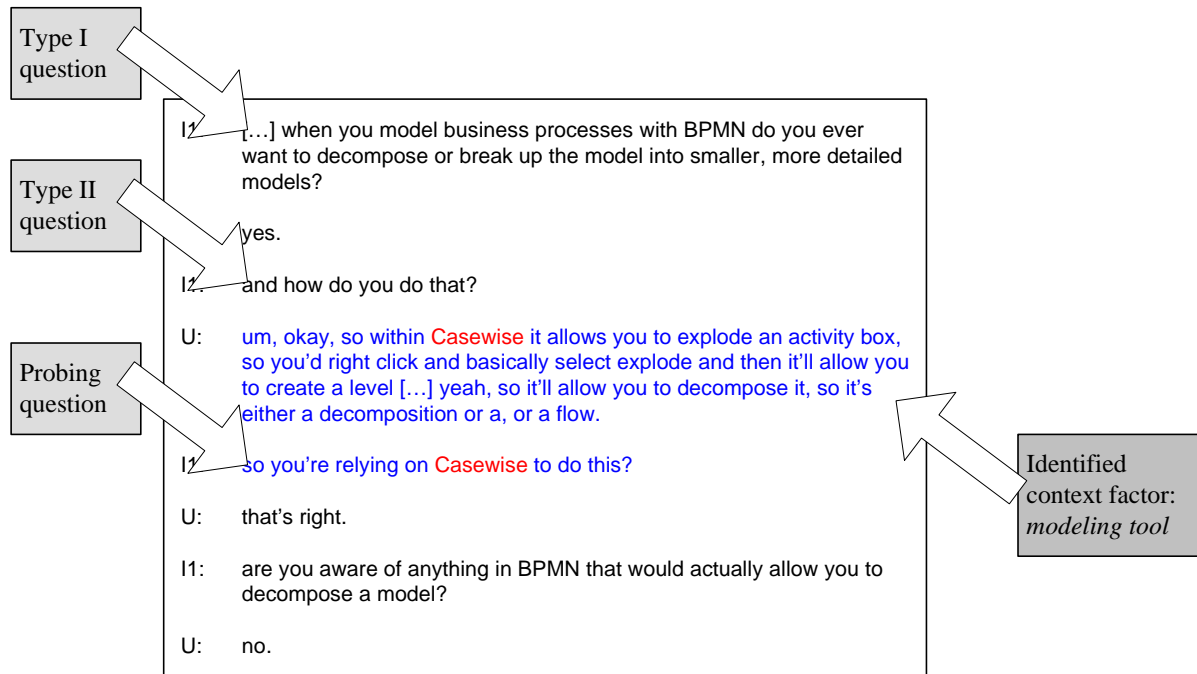 Type I
question
Type II
question
Probing
question
I1 […] when you model business processes with BPMN do you ever
want to decompose or break up the model into smaller, more detailed
models?
yes.
and how do you do that?
U: um, okay, so within Casewise it allows you to explode an activity box,
so you’d right click and basically select explode and then it’ll allow you
to create a level […] yeah, so it’ll allow you to decompose it, so it’s
either a decomposition or a, or a flow.
I1 so you’re relying on Casewise to do this?
U: that’s right.
I1: are you aware of anything in BPMN that would actually allow you to
decompose a model?
U: no.
Identified
context factor:
modeling tool